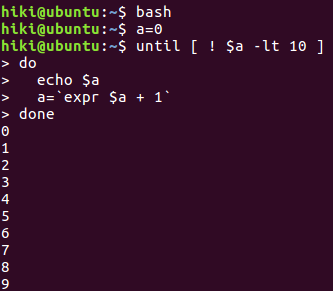 hiki@ubuntu:~$ bash
hiki@ubuntu:~$ a=0
hiki@ubuntu:~$ until [ ! $a -lt 10 ]
> do
>   echo $a
>   a=`expr $a + 1`
> done
0
1
2
3
4
5
6
7
8
9